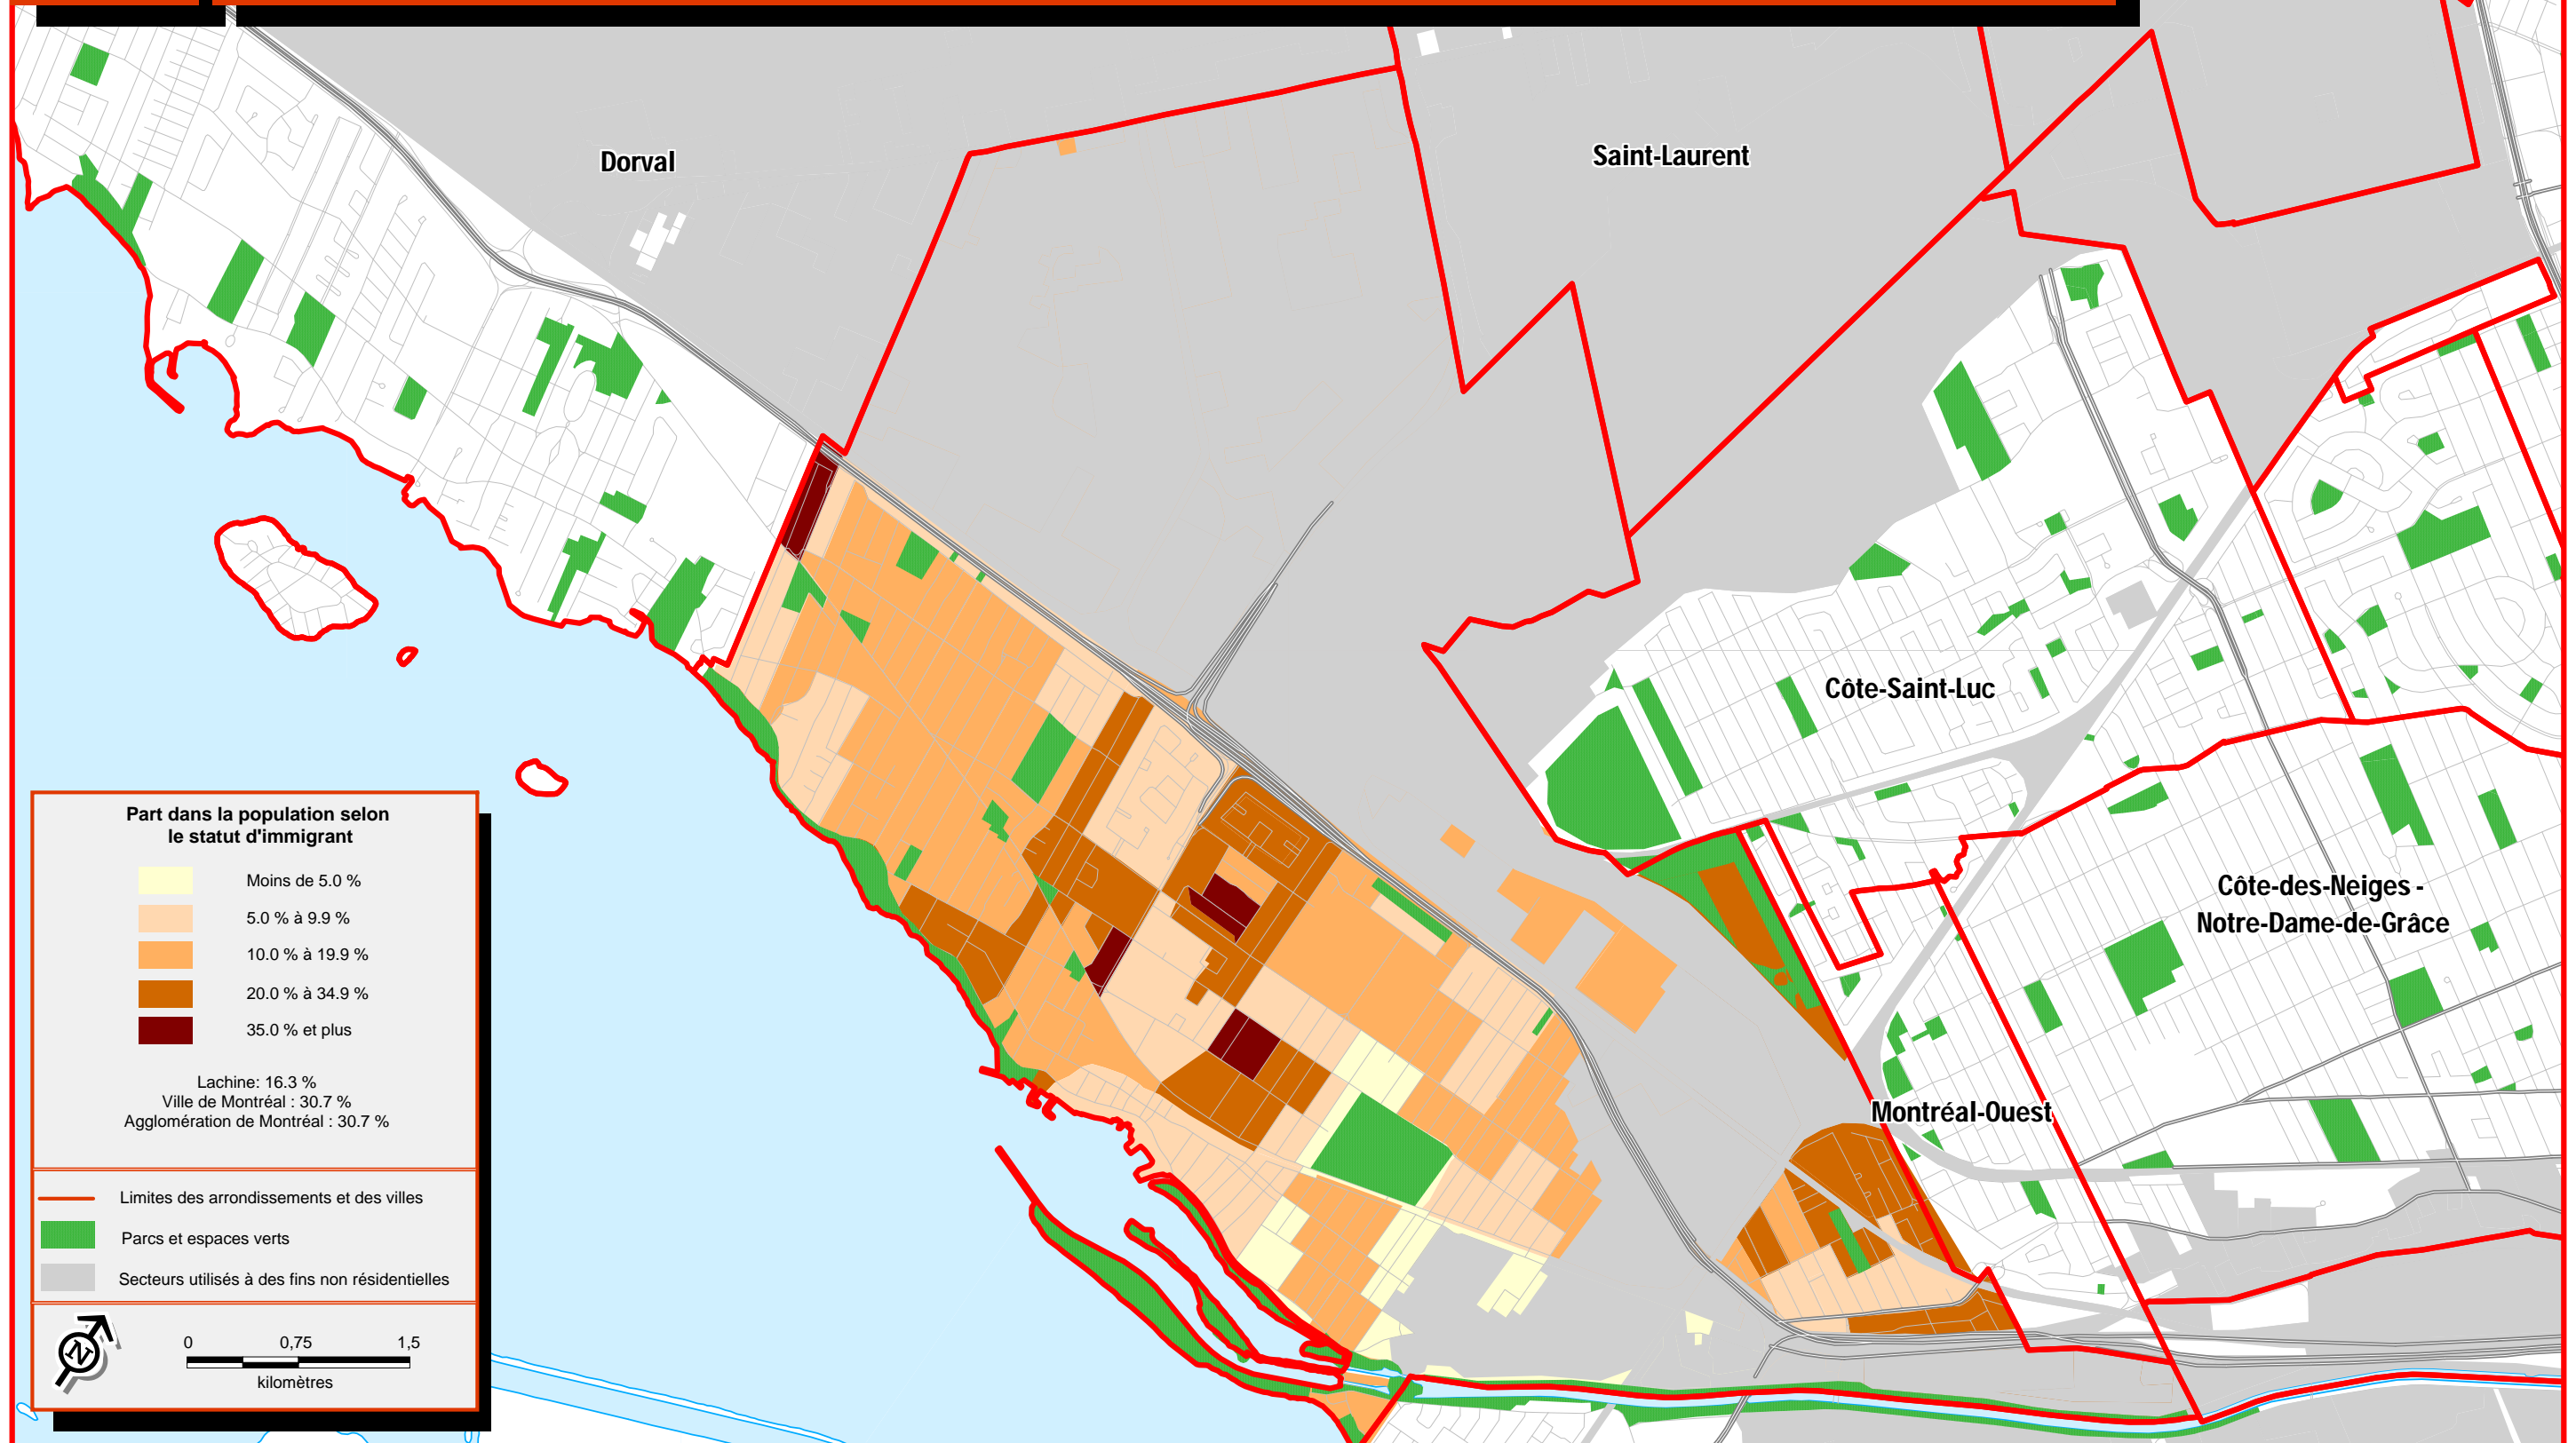 Dorval
Saint-Laurent
Côte-Saint-Luc
Côte-des-Neiges -
Notre-Dame-de-Grâce
Montréal-Ouest
Part dans la population selon
le statut d'immigrant
Moins de 5.0 %
5.0 % à 9.9 %
10.0 % à 19.9 %
20.0 % à 34.9 %
35.0 % et plus
Lachine: 16.3 %
Ville de Montréal : 30.7 %
Agglomération de Montréal : 30.7 %
Limites des arrondissements et des villes
Parcs et espaces verts
Secteurs utilisés à des fins non résidentielles
N
0 0,75 1,5
kilomètres